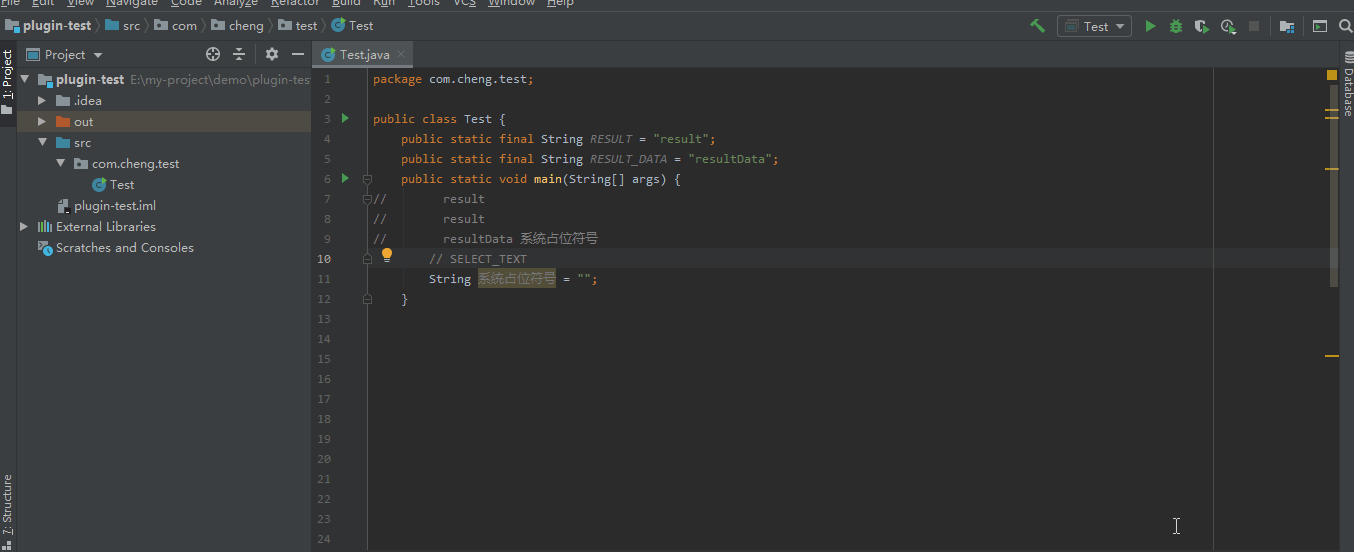 File Edit View Navigate Code Analyze Refactor Build Run Tools VCS Window Help
plugin-test src com cheng test Test
Test
1: Project
Project
plugin-test E:\my-project\demo\plugin-tes
.idea
out
src
com.cheng.test
Test
plugin-test.iml
External Libraries
Scratches and Consoles
7: Structure
Test.java
1 package com.cheng.test;
2
3 public class Test {
4 public static final String RESULT = "result";
5 public static final String RESULT_DATA = "resultData";
6 public static void main(String[] args) {
7 // result
8 // result
9 // resultData 系统占位符号
10 // SELECT_TEXT
11 String 系统占位符号 = "";
12 }
13
14
15
16
17
18
19
20
21
22
23
24
Database